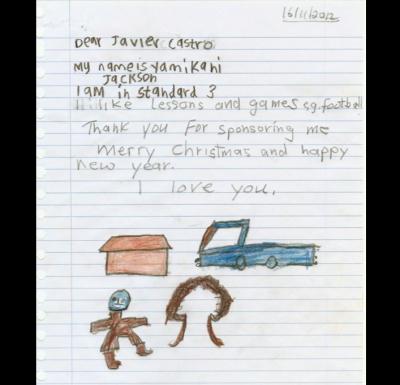 16/11/2012
Dear Javier Castro
My name is yamikani
Jackson
I am in Standard 3
I like Lessons and games e.g. football
Thank you For sponsoring me
Merry Christmas and happy
new year.
I love you.